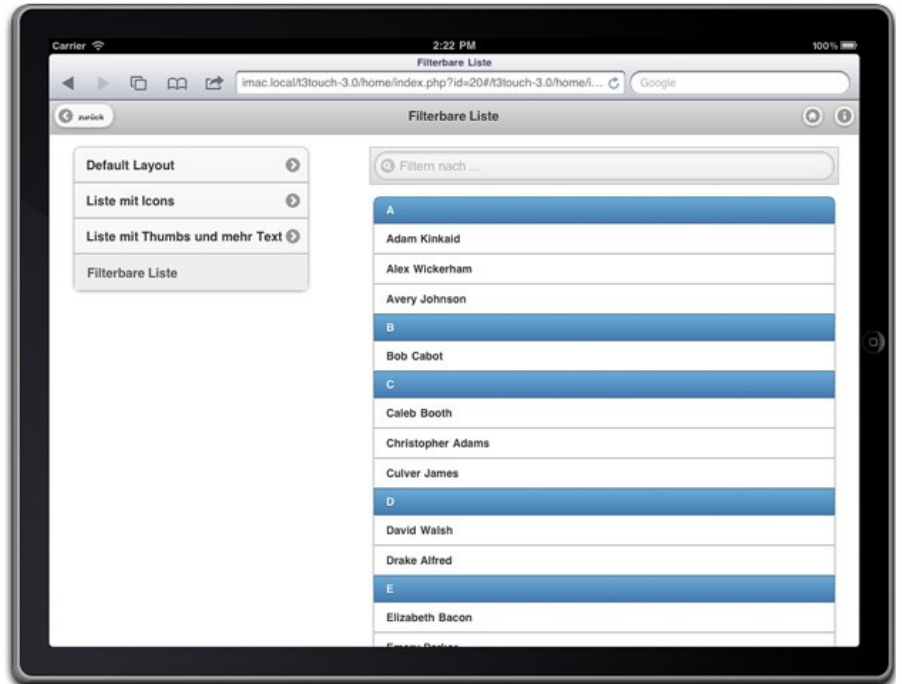 Carrier
2:22 PM
100%
Filterbare Liste
imac.local/t3touch-3.0/home/index.php?id=20#/t3touch-3.0/home/i...
Google
zurück
Filterbare Liste
Default Layout
Liste mit Icons
Liste mit Thumbs und mehr Text
Filterbare Liste
Filtern nach ...
A
Adam Kinkaid
Alex Wickerham
Avery Johnson
B
Bob Cabot
C
Caleb Booth
Christopher Adams
Culver James
D
David Walsh
Drake Alfred
E
Elizabeth Bacon